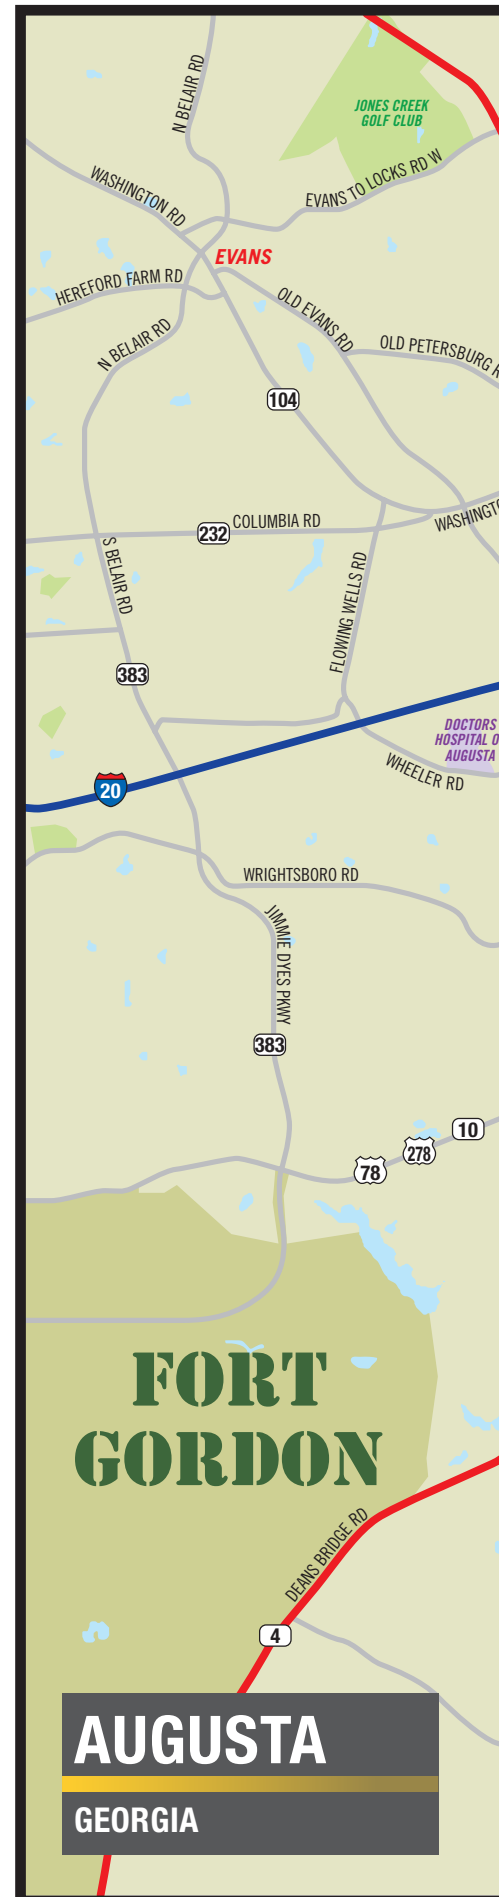 N BELAIR RD
JONES CREEK
GOLF CLUB
WASHINGTON RD
EVANS TO LOCKS RD W
EVANS
HEREFORD FARM RD
OLD EVANS RD
N BELAIR RD
OLD PETERSBURG R
104
232
COLUMBIA RD
WASHINGTO
S BELAIR RD
FLOWING WELLS RD
383
DOCTORS
HOSPITAL O
AUGUSTA
WHEELER RD
20
WRIGHTSBORO RD
JIMMIE DYES PKWY
383
10
278
78
FORT
GORDON
DEANS BRIDGE RD
4
AUGUSTA
GEORGIA